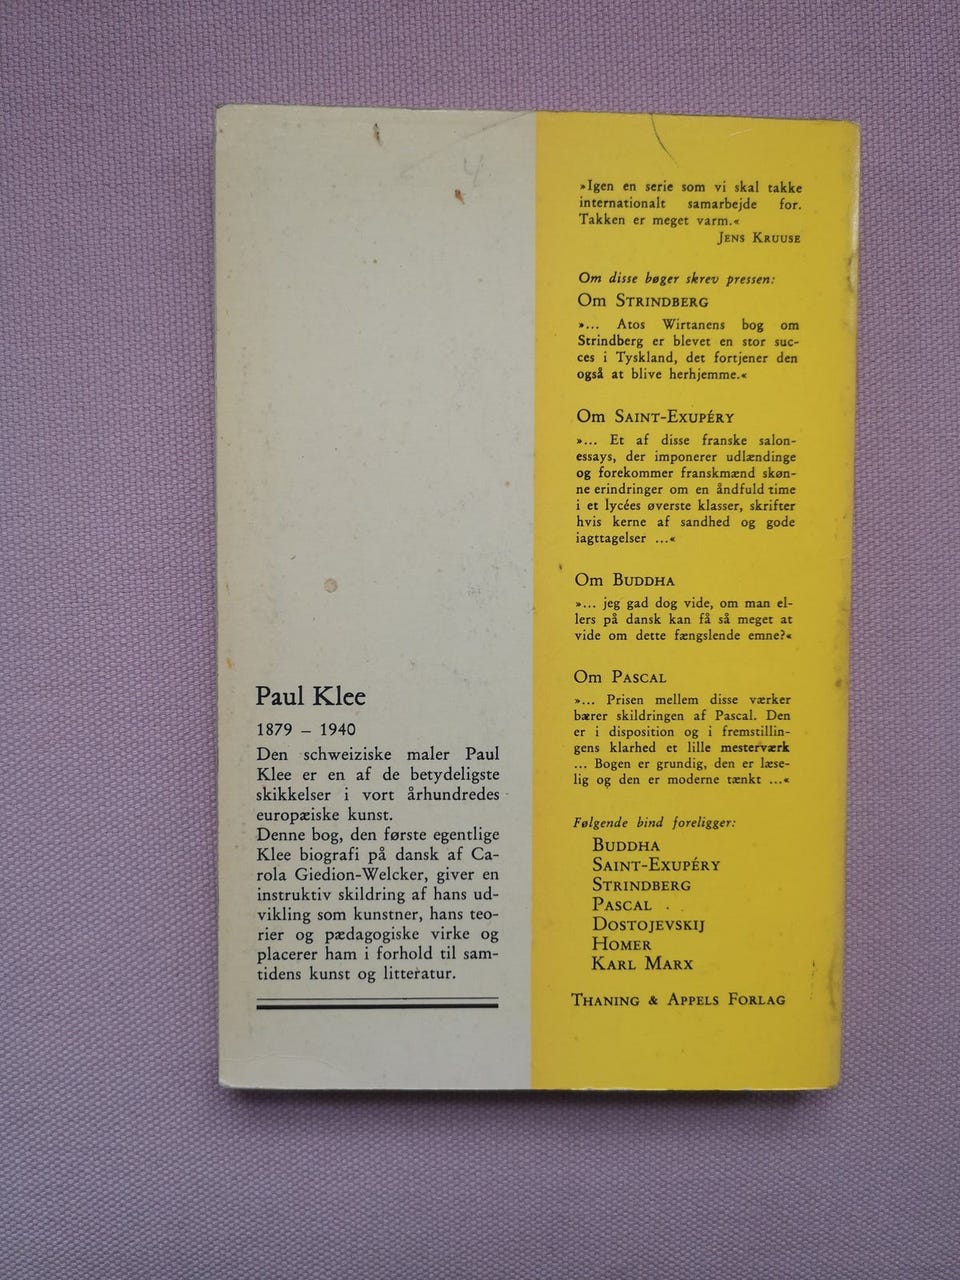 Paul Klee
1879 – 1940
Den schweiziske maler Paul
Klee er en af de betydeligste
skikkelser i vort århundredes
europæiske kunst.
Denne bog, den første egentlige
Klee biografi på dansk af Ca-
rola Giedion-Welcker, giver en
instruktiv skildring af hans ud-
vikling som kunstner, hans teo-
rier og pædagogiske virke og
placerer ham i forhold til sam-
tidens kunst og litteratur.
»Igen en serie som vi skal takke
internationalt samarbejde for.
Takken er meget varm.«
JENS KRUUSE
Om disse bøger skrev pressen:
Om STRINDBERG
»... Atos Wirtanens bog om
Strindberg er blevet en stor suc-
ces i Tyskland, det fortjener den
også at blive herhjemme.«
Om SAINT-EXUPÉRY
»... Et af disse franske salon-
essays, der imponerer udlændinge
og forekommer franskmænd skøn-
ne erindringer om en åndfuld time
i et lycées øverste klasser, skrifter
hvis kerne af sandhed og gode
iagttagelser ...«
Om BUDDHA
»... jeg gad dog vide, om man el-
lers på dansk kan få så meget at
vide om dette fængslende emne?«
Om PASCAL
»... Prisen mellem disse værker
bærer skildringen af Pascal. Den
er i disposition og i fremstillin-
gens klarhed et lille mesterværk
... Bogen er grundig, den er læse-
lig og den er moderne tænkt ...«
Følgende bind foreligger:
BUDDHA
SAINT-EXUPÉRY
STRINDBERG
PASCAL
DOSTOJEVSKIJ
HOMER
KARL MARX
THANING & APPELS FORLAG
4